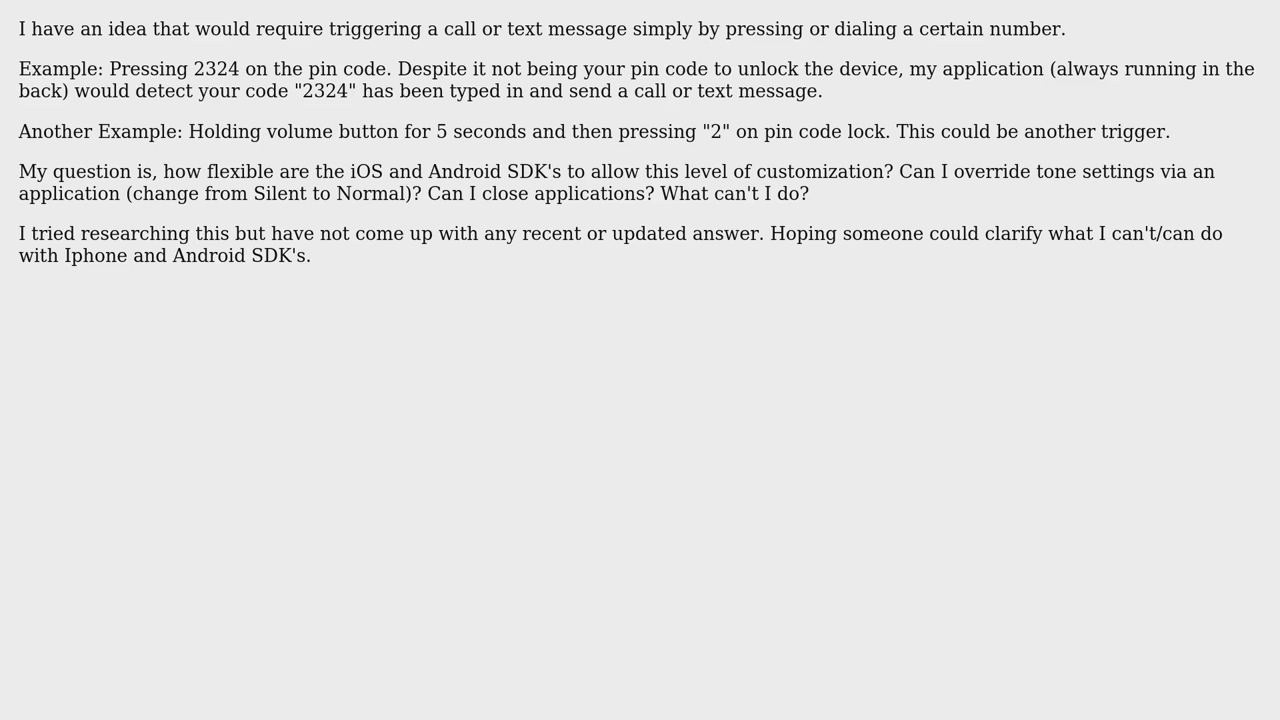 I have an idea that would require triggering a call or text message simply by pressing or dialing a certain number.
Example: Pressing 2324 on the pin code. Despite it not being your pin code to unlock the device, my application (always running in the
back) would detect your code "2324" has been typed in and send a call or text message.
Another Example: Holding volume button for 5 seconds and then pressing "2" on pin code lock. This could be another trigger.
My question is, how flexible are the iOS and Android SDK's to allow this level of customization? Can I override tone settings via an
application (change from Silent to Normal)? Can I close applications? What can't I do?
I tried researching this but have not come up with any recent or updated answer. Hoping someone could clarify what I can't/can do
with Iphone and Android SDK's.